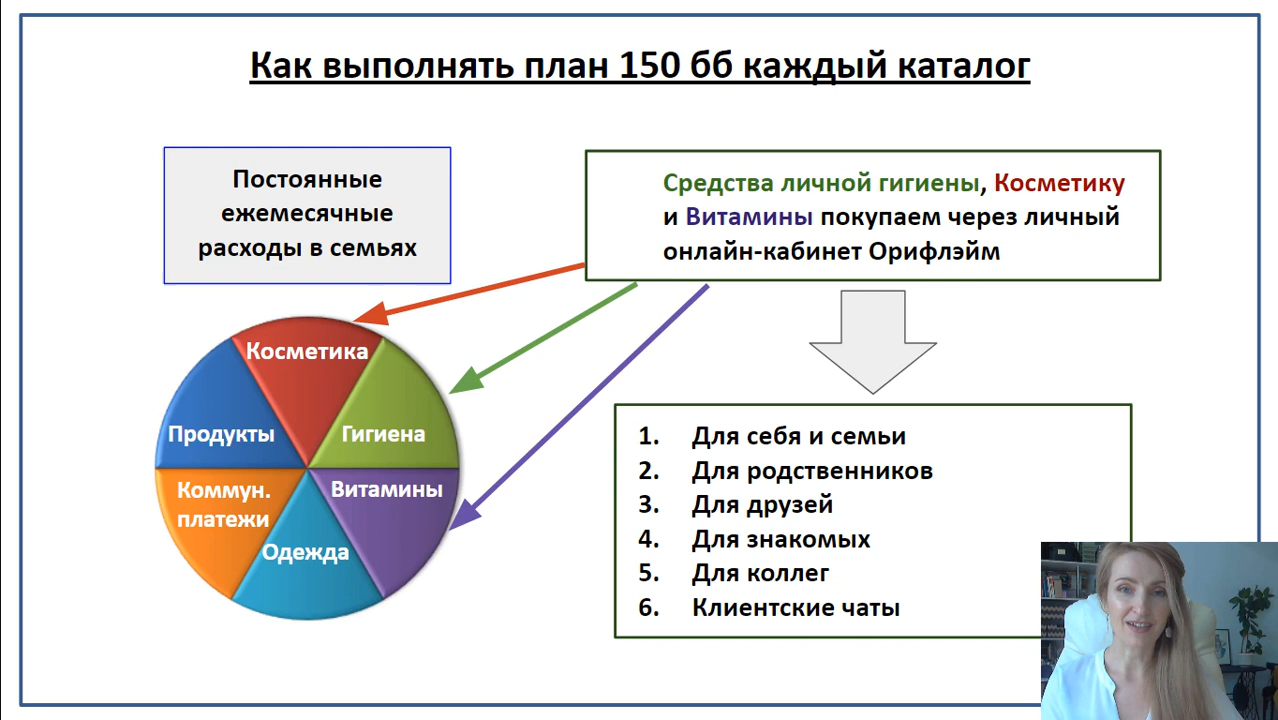 Как выполнять план 150 бб каждый каталог
Постоянные
ежемесячные
расходы в семьях
Средства личной гигиены, Косметику
и Витамины покупаем через личный
онлайн-кабинет Орифлэйм
Косметика
Продукты
Гигиена
Коммун.
платежи
Витамины
Одежда
1. Для себя и семьи
2. Для родственников
3. Для друзей
4. Для знакомых
5. Для коллег
6. Клиентские чаты